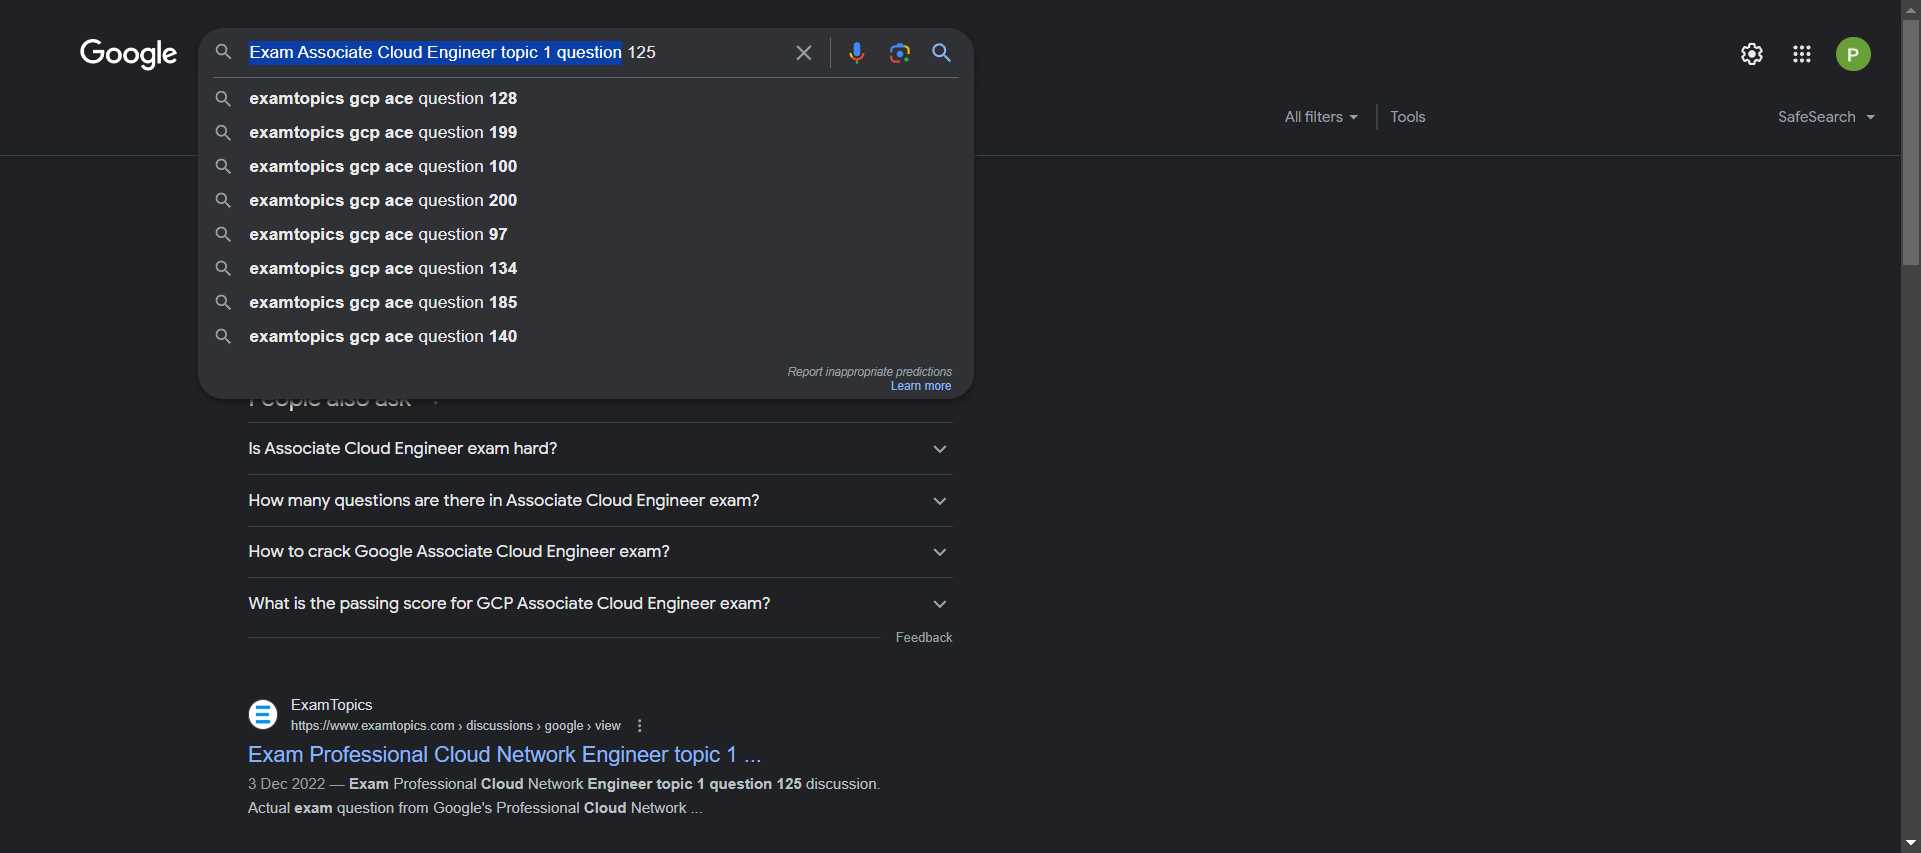 Google
Exam Associate Cloud Engineer topic 1 question 125
P
examtopics gcp ace question 128
examtopics gcp ace question 199
examtopics gcp ace question 100
examtopics gcp ace question 200
examtopics gcp ace question 97
examtopics gcp ace question 134
examtopics gcp ace question 185
examtopics gcp ace question 140
Report inappropriate predictions
Learn more
All filters
Tools
SafeSearch
People also ask
Is Associate Cloud Engineer exam hard?
How many questions are there in Associate Cloud Engineer exam?
How to crack Google Associate Cloud Engineer exam?
What is the passing score for GCP Associate Cloud Engineer exam?
Feedback
ExamTopics
https://www.examtopics.com › discussions › google › view
Exam Professional Cloud Network Engineer topic 1 ...
3 Dec 2022 — Exam Professional Cloud Network Engineer topic 1 question 125 discussion.
Actual exam question from Google's Professional Cloud Network ...